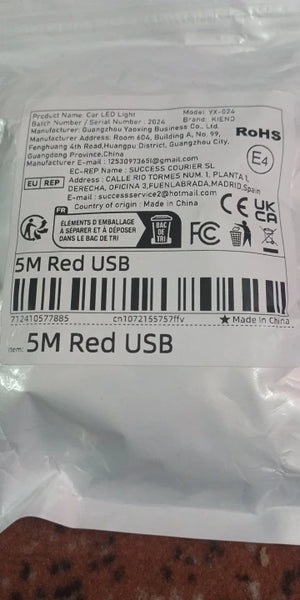 Product Name: Car LED Light Model: YX-024
Batch Number / Serial Number : 2024 Brand: KIENO
Manufacturer: Guangzhou Yaoxing Business Co., Ltd.
Manufacturer Address: Room 604, Building A, No. 99,
Fenghuang 4th Road,Huangpu District, Guangzhou City,
Guangdong Province,China
E-mail : 1253097365l@gmail.com
RoHS
E4
EU REP
EC-REP Name : SUCCESS COURIER SL
Address : CALLE RIO TORMES NUM. 1, PLANTA 1,
DERECHA, OFICINA 3,FUENLABRADA,MADRID,Spain
E-mail : successservice2@hotmail.com
Country of origin : Made in China
CE UK CA
FR
ÉLÉMENTS D'EMBALLAGE
À SÉPARER ET À DÉPOSER
DANS LE BAC DE TRI
BAC DE TRI
FC
5M Red USB
712410577885 cn1072155757ffv ★ Made in China
Item: 5M Red USB